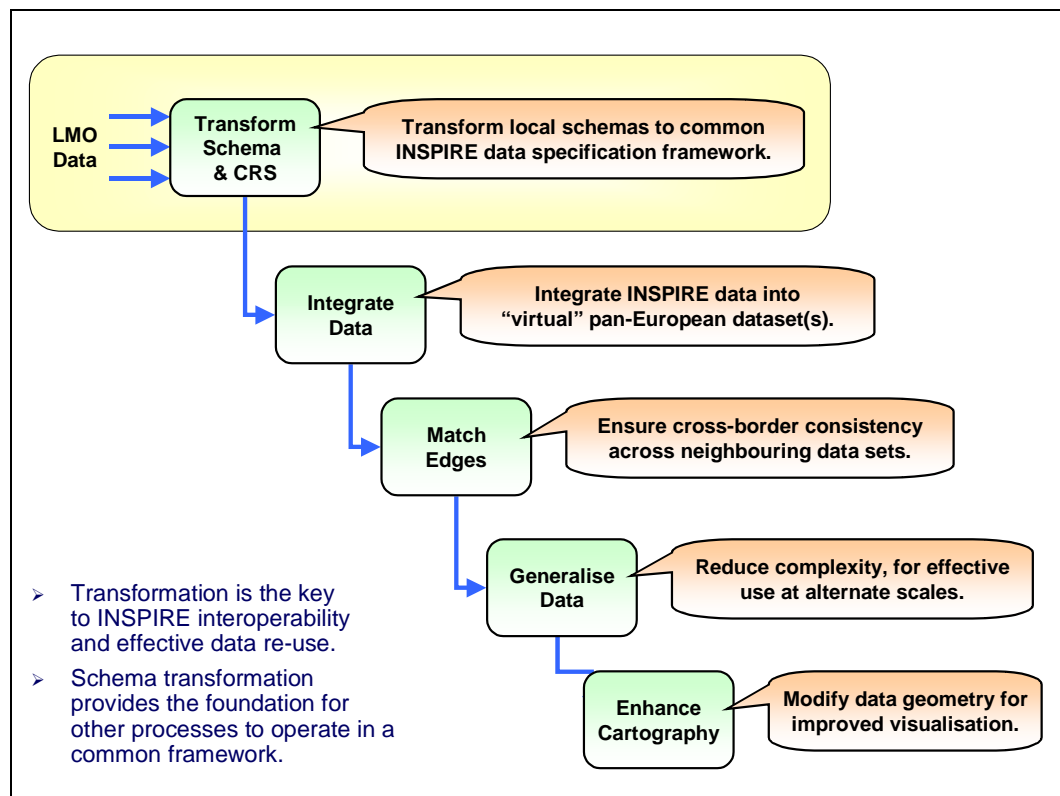 LMO
Data
Transform
Schema
& CRS
Transform local schemas to common
INSPIRE data specification framework.
Integrate
Data
Integrate INSPIRE data into
“virtual” pan-European dataset(s).
Match
Edges
Ensure cross-border consistency
across neighbouring data sets.
Generalise
Data
Reduce complexity, for effective
use at alternate scales.
➢ Transformation is the key
to INSPIRE interoperability
and effective data re-use.
➢ Schema transformation
provides the foundation for
other processes to operate in a
common framework.
Enhance
Cartography
Modify data geometry for
improved visualisation.